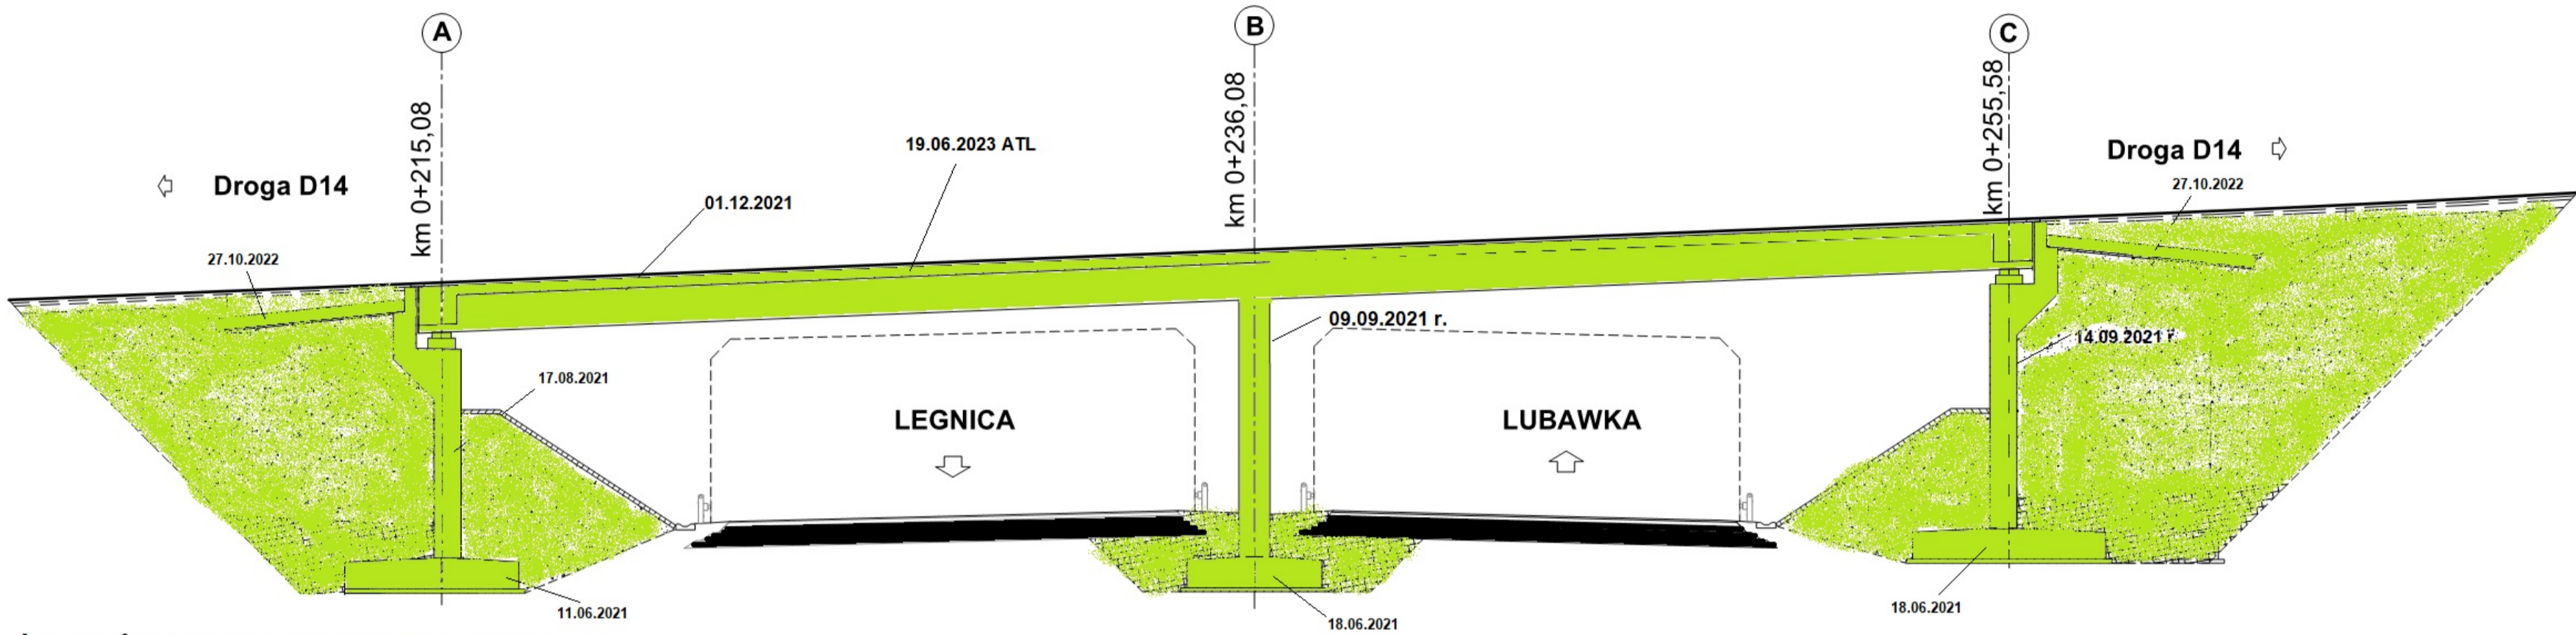 A
B
C
km 0+215,08
km 0+236,08
km 0+255,58
19.06.2023 ATL
Droga D14
Droga D14
27.10.2022
01.12.2021
27.10.2022
09.09.2021 r.
14.09.2021 r
17.08.2021
LEGNICA
LUBAWKA
11.06.2021
18.06.2021
18.06.2021